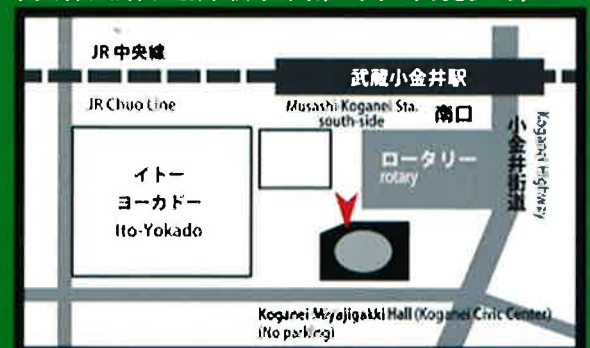 JR 中央線
武蔵小金井駅
JR Chuo Line
Musashi-Koganei Sta.
south-side
南口
小金井街道
Koganei Highway
イトー
ヨーカドー
Ito-Yokado
ロータリー
rotary
Koganei Miyajigakki Hall (Koganei Civic Center)
(No parking)